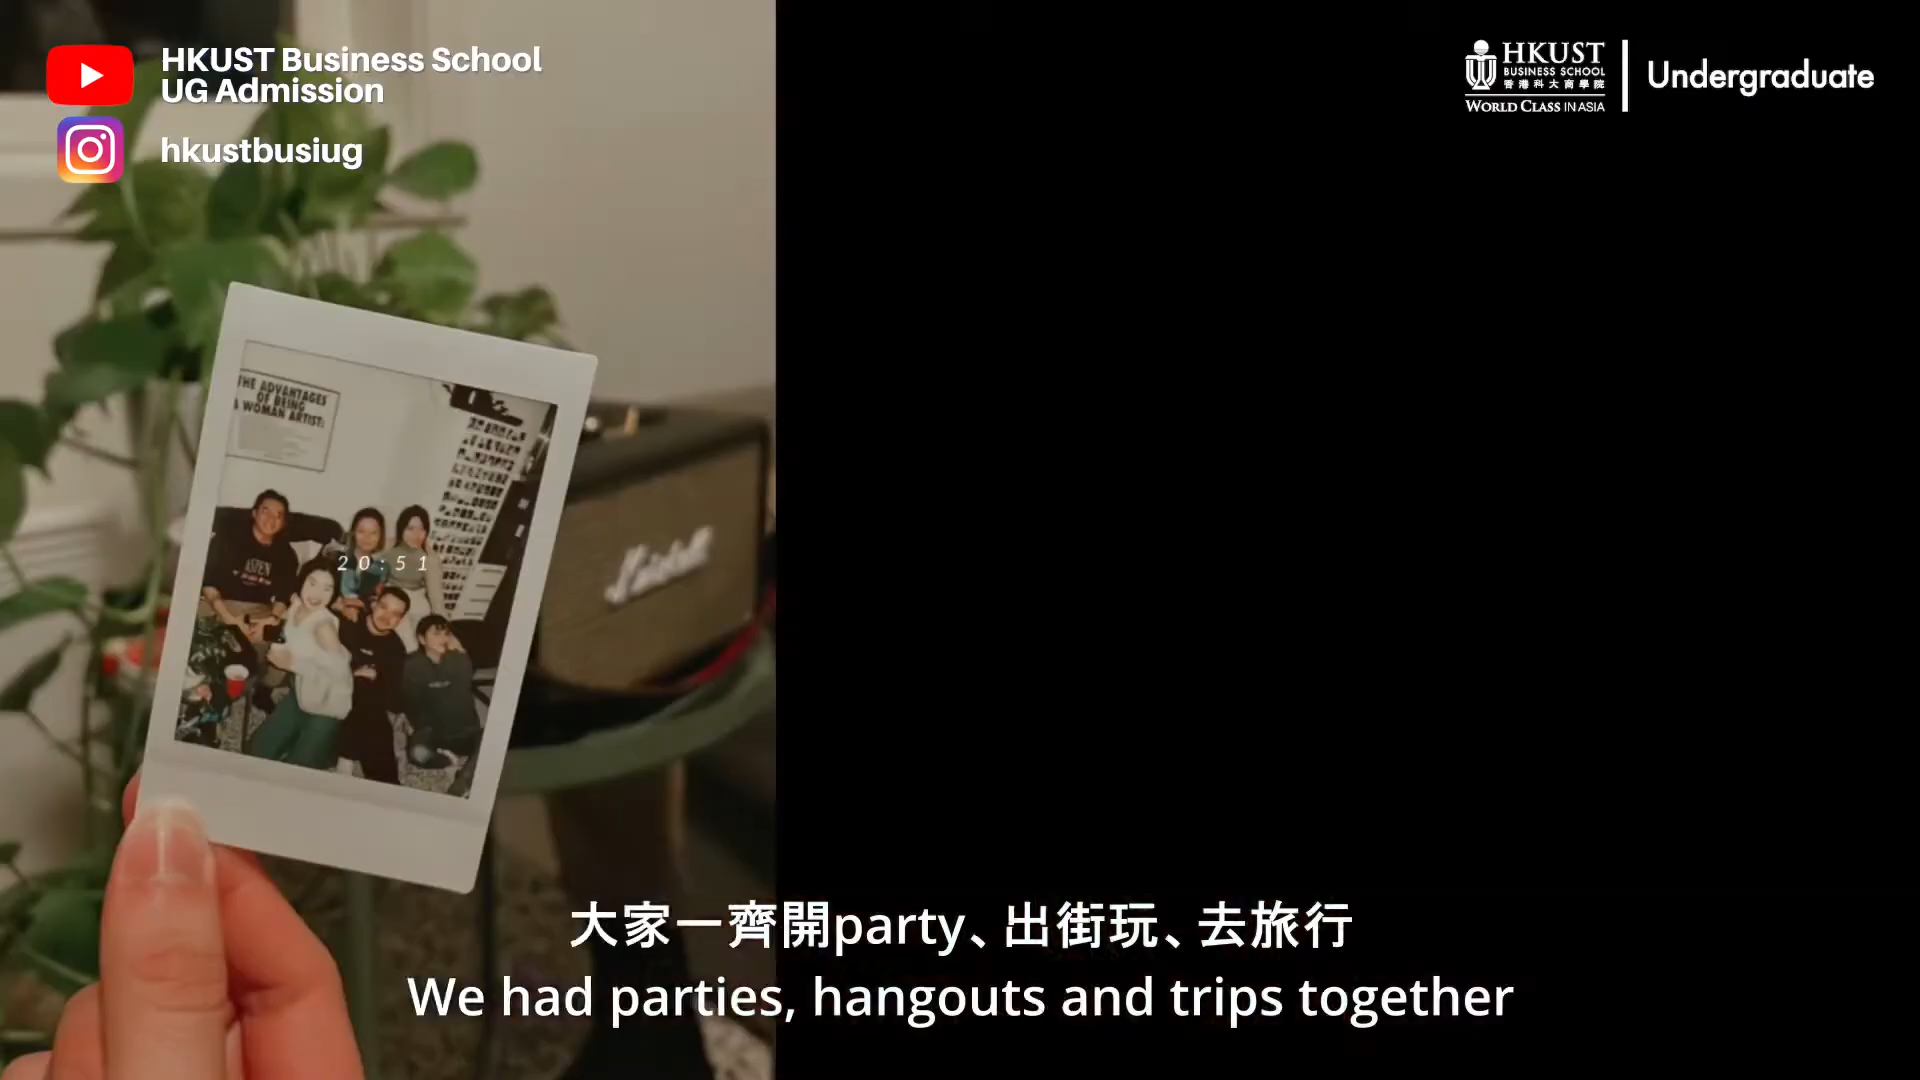 HKUST Business School
UG Admission
hkustbusiug
HKUST
BUSINESS SCHOOL
香港科大商學院
WORLD CLASS IN ASIA
Undergraduate
THE ADVANTAGES
OF BEING
A WOMAN ARTIST:
ASPEN
20:51
Marshall
大家一齊開party、出街玩、去旅行
We had parties, hangouts and trips together